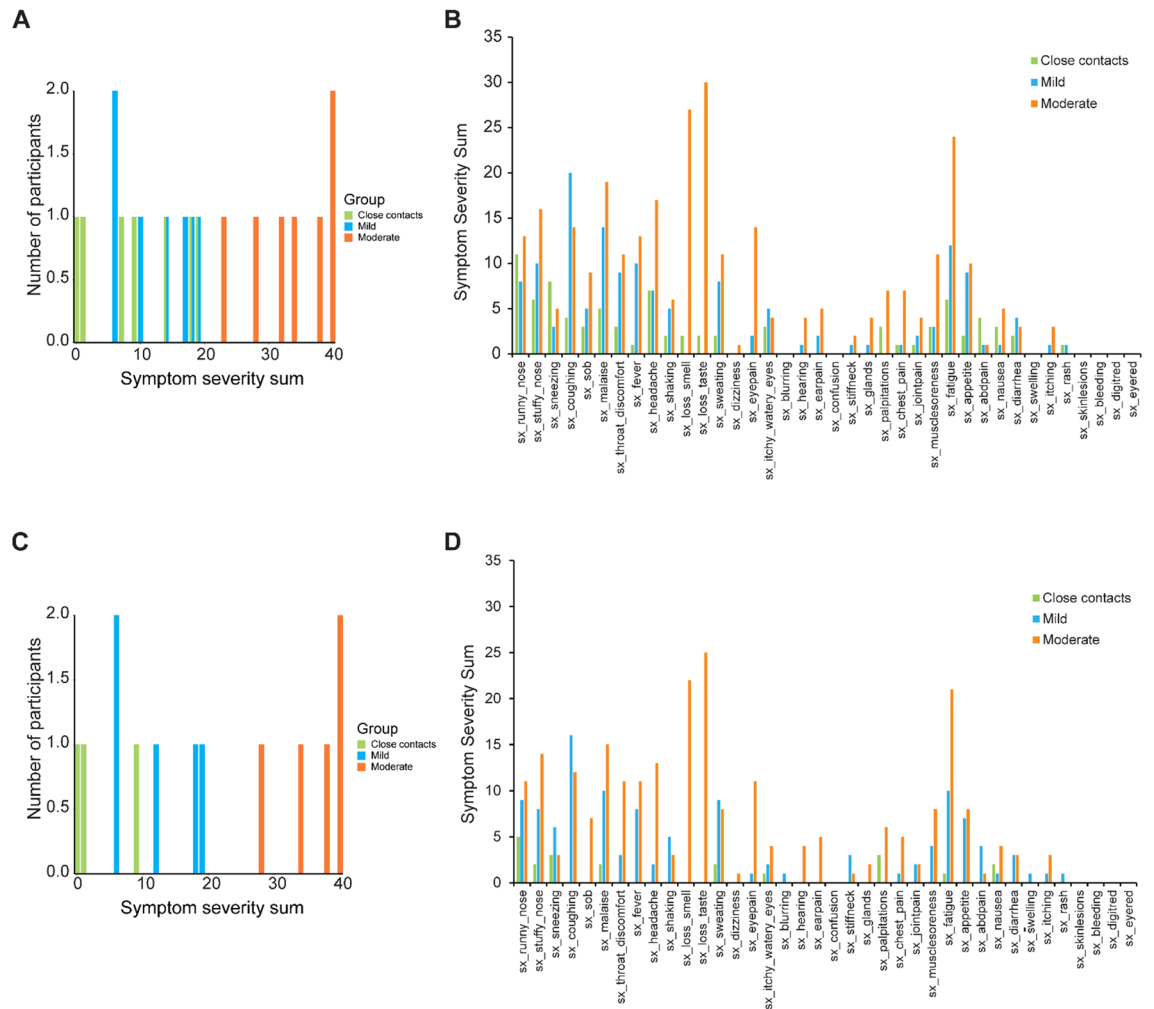 A
Number of participants
2.0
1.5
1.0
0.5
0.0
0
10
20
30
40
Symptom severity sum
Group
Close contacts
Mild
Moderate
B
Symptom Severity Sum
35
30
25
20
15
10
5
0
Close contacts
Mild
Moderate
sx_runny_nose
sx_stuffy_nose
sx_sneezing
sx_coughing
sx_sob
sx_malaise
sx_throat_discomfort
sx_fever
sx_headache
sx_shaking
sx_loss_smell
sx_loss_taste
sx_sweating
sx_dizziness
sx_eyepain
sx_itchy_watery_eyes
sx_blurring
sx_hearing
sx_earpain
sx_confusion
sx_stiffneck
sx_glands
sx_palpitations
sx_chest_pain
sx_jointpain
sx_musclesoreness
sx_fatigue
sx_appetite
sx_abdpain
sx_nausea
sx_diarrhea
sx_swelling
sx_itching
sx_rash
sx_skinlesions
sx_bleeding
sx_digitred
sx_eyered
C
Number of participants
2.0
1.5
1.0
0.5
0.0
0
10
20
30
40
Symptom severity sum
Group
Close contacts
Mild
Moderate
D
Symptom Severity Sum
35
30
25
20
15
10
5
0
Close contacts
Mild
Moderate
sx_runny_nose
sx_stuffy_nose
sx_sneezing
sx_coughing
sx_sob
sx_malaise
sx_throat_discomfort
sx_fever
sx_headache
sx_shaking
sx_loss_smell
sx_loss_taste
sx_sweating
sx_dizziness
sx_eyepain
sx_itchy_watery_eyes
sx_blurring
sx_hearing
sx_earpain
sx_confusion
sx_stiffneck
sx_glands
sx_palpitations
sx_chest_pain
sx_jointpain
sx_musclesoreness
sx_fatigue
sx_appetite
sx_abdpain
sx_nausea
sx_diarrhea
sx_swelling
sx_itching
sx_rash
sx_skinlesions
sx_bleeding
sx_digitred
sx_eyered